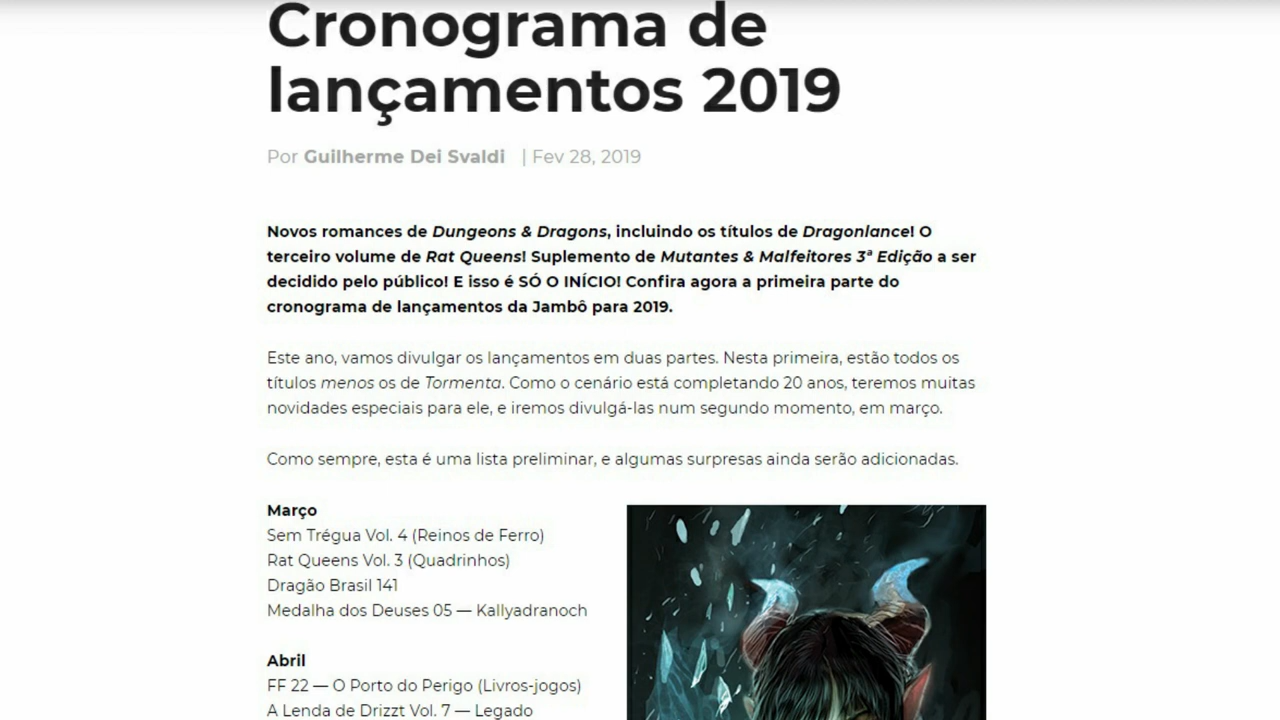 Cronograma de
lançamentos 2019
Por Guilherme Dei Svaldi | Fev 28, 2019
Novos romances de Dungeons & Dragons, incluindo os títulos de Dragonlance! O
terceiro volume de Rat Queens! Suplemento de Mutantes & Malfeitores 3ª Edição a ser
decidido pelo público! E isso é SÓ O INÍCIO! Confira agora a primeira parte do
cronograma de lançamentos da Jambô para 2019.
Este ano, vamos divulgar os lançamentos em duas partes. Nesta primeira, estão todos os
títulos menos os de Tormenta. Como o cenário está completando 20 anos, teremos muitas
novidades especiais para ele, e iremos divulgá-las num segundo momento, em março.
Como sempre, esta é uma lista preliminar, e algumas surpresas ainda serão adicionadas.
Março
Sem Trégua Vol. 4 (Reinos de Ferro)
Rat Queens Vol. 3 (Quadrinhos)
Dragão Brasil 141
Medalha dos Deuses 05 — Kallyadranoch
Abril
FF 22 — O Porto do Perigo (Livros-jogos)
A Lenda de Drizzt Vol. 7 — Legado